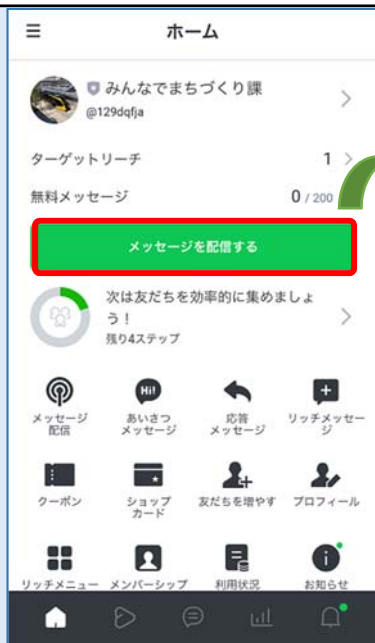 ホーム
みんなでまちづくり課
@129dqfja
ターゲットリーチ 1
無料メッセージ 0 / 200
メッセージを配信する
次は友だちを効率的に集めましょ
う！
残り4ステップ
Hi!
メッセージ
配信
あいさつ
メッセージ
応答
メッセージ
リッチメッセー
ジ
クーポン
ショップ
カード
友だちを増やす
プロフィール
リッチメニュー
メンバーシップ
利用状況
お知らせ